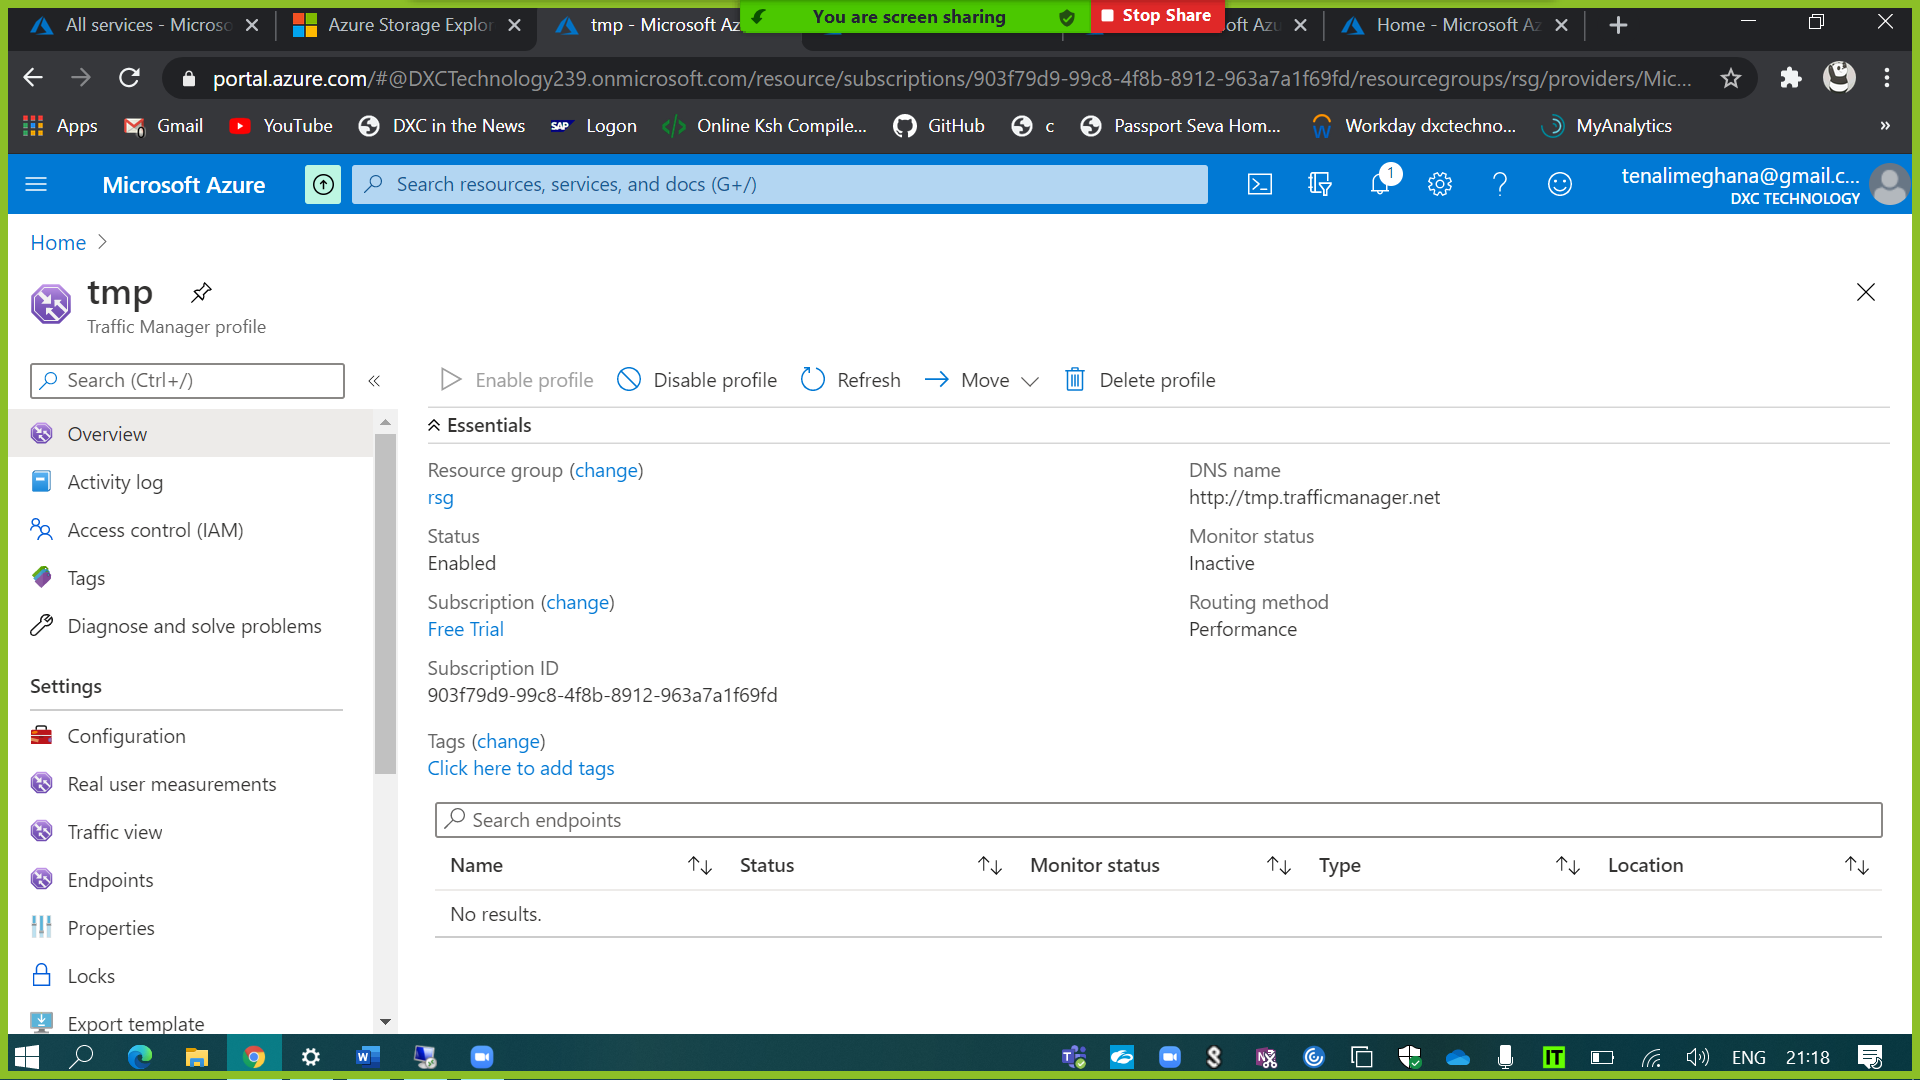 All services - Microso
Azure Storage Explor
tmp - Microsoft Az
You are screen sharing
Stop Share
oft Azu
Home - Microsoft Az
portal.azure.com/#@DXCTechnology239.onmicrosoft.com/resource/subscriptions/903f79d9-99c8-4f8b-8912-963a7a1f69fd/resourcegroups/rsg/providers/Mic...
Apps
Gmail
YouTube
DXC in the News
SAP
Logon
Online Ksh Compile...
GitHub
c
Passport Seva Hom...
Workday dxctechno...
MyAnalytics
»
Microsoft Azure
Search resources, services, and docs (G+/)
1
tenalimeghana@gmail.c...
DXC TECHNOLOGY
Home
tmp
Traffic Manager profile
Search (Ctrl+/)
«
Enable profile
Disable profile
Refresh
Move
Delete profile
Overview
Activity log
Access control (IAM)
Tags
Diagnose and solve problems
Settings
Configuration
Real user measurements
Traffic view
Endpoints
Properties
Locks
Export template
Essentials
Resource group (change)
rsg
Status
Enabled
Subscription (change)
Free Trial
Subscription ID
903f79d9-99c8-4f8b-8912-963a7a1f69fd
Tags (change)
Click here to add tags
DNS name
http://tmp.trafficmanager.net
Monitor status
Inactive
Routing method
Performance
Search endpoints
Name
Status
Monitor status
Type
Location
No results.
ENG
21:18